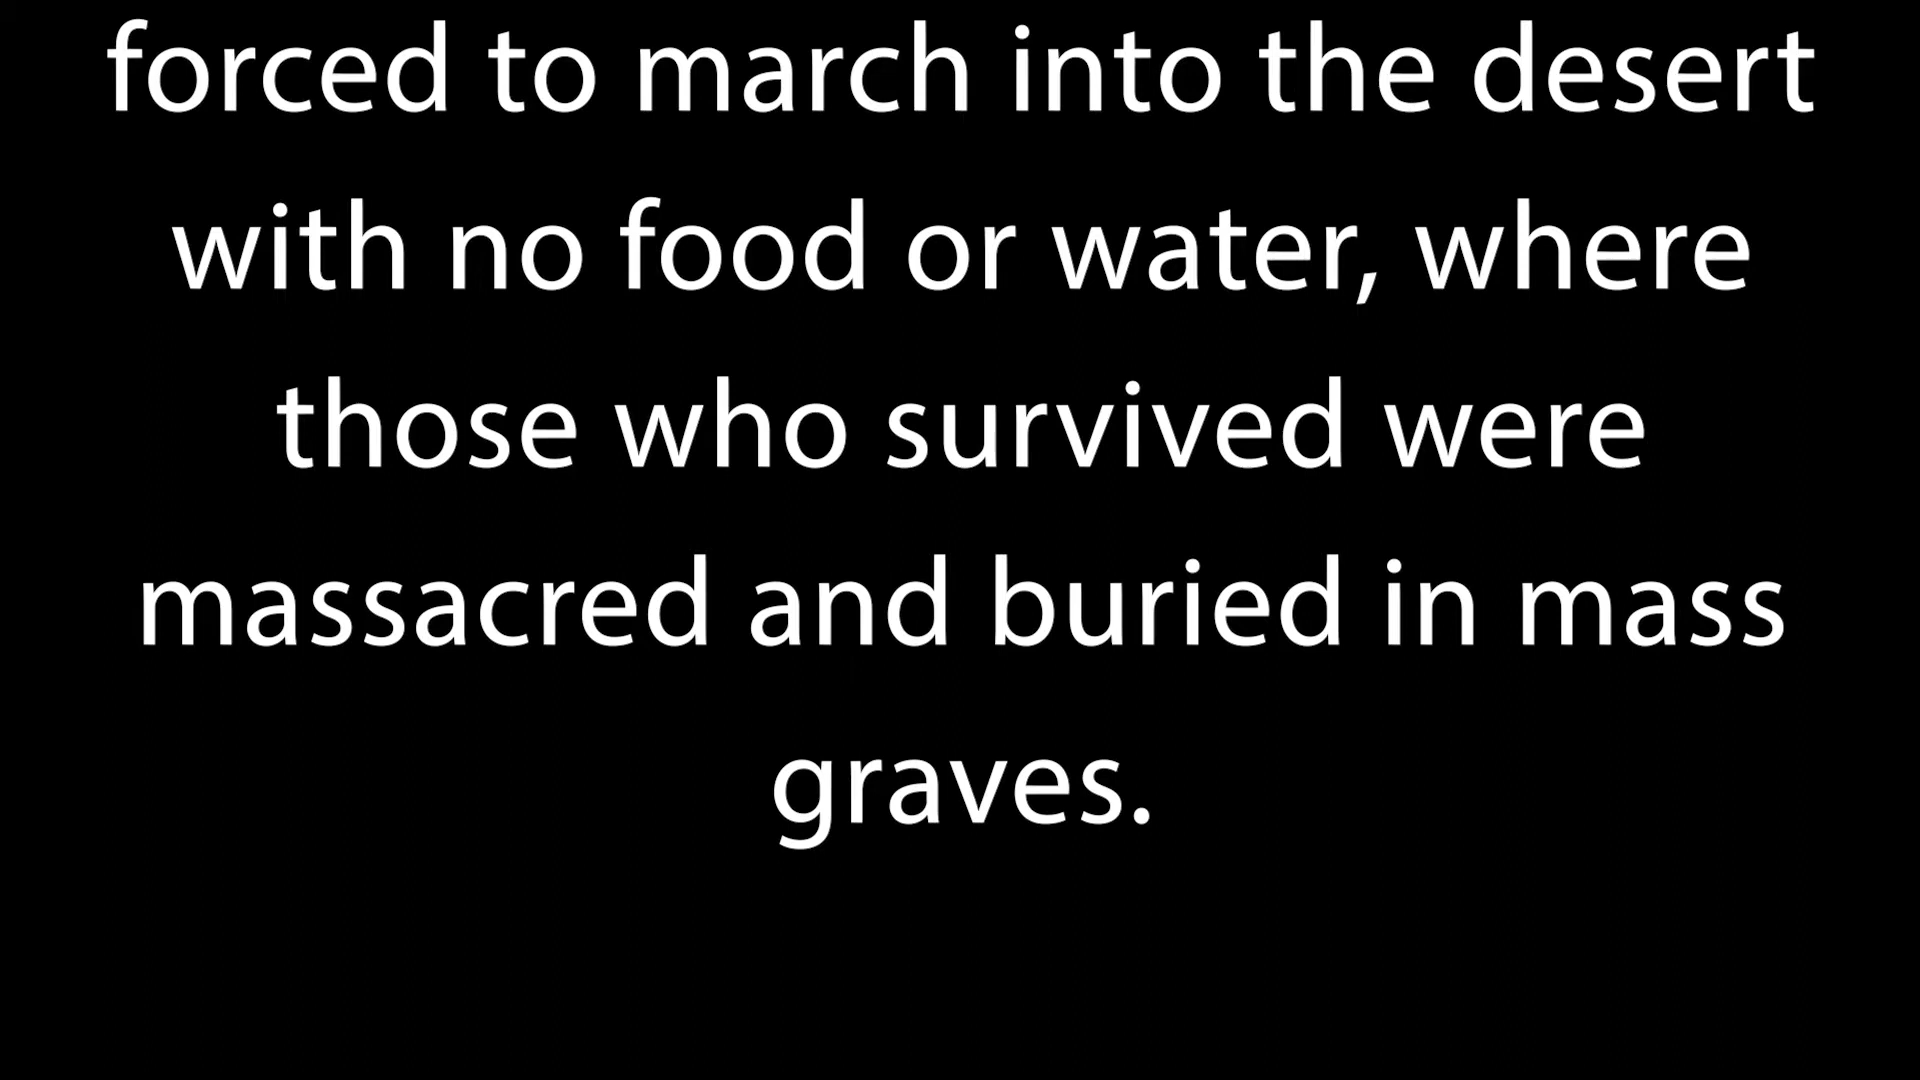 forced to march into the desert
with no food or water, where
those who survived were
massacred and buried in mass
graves.